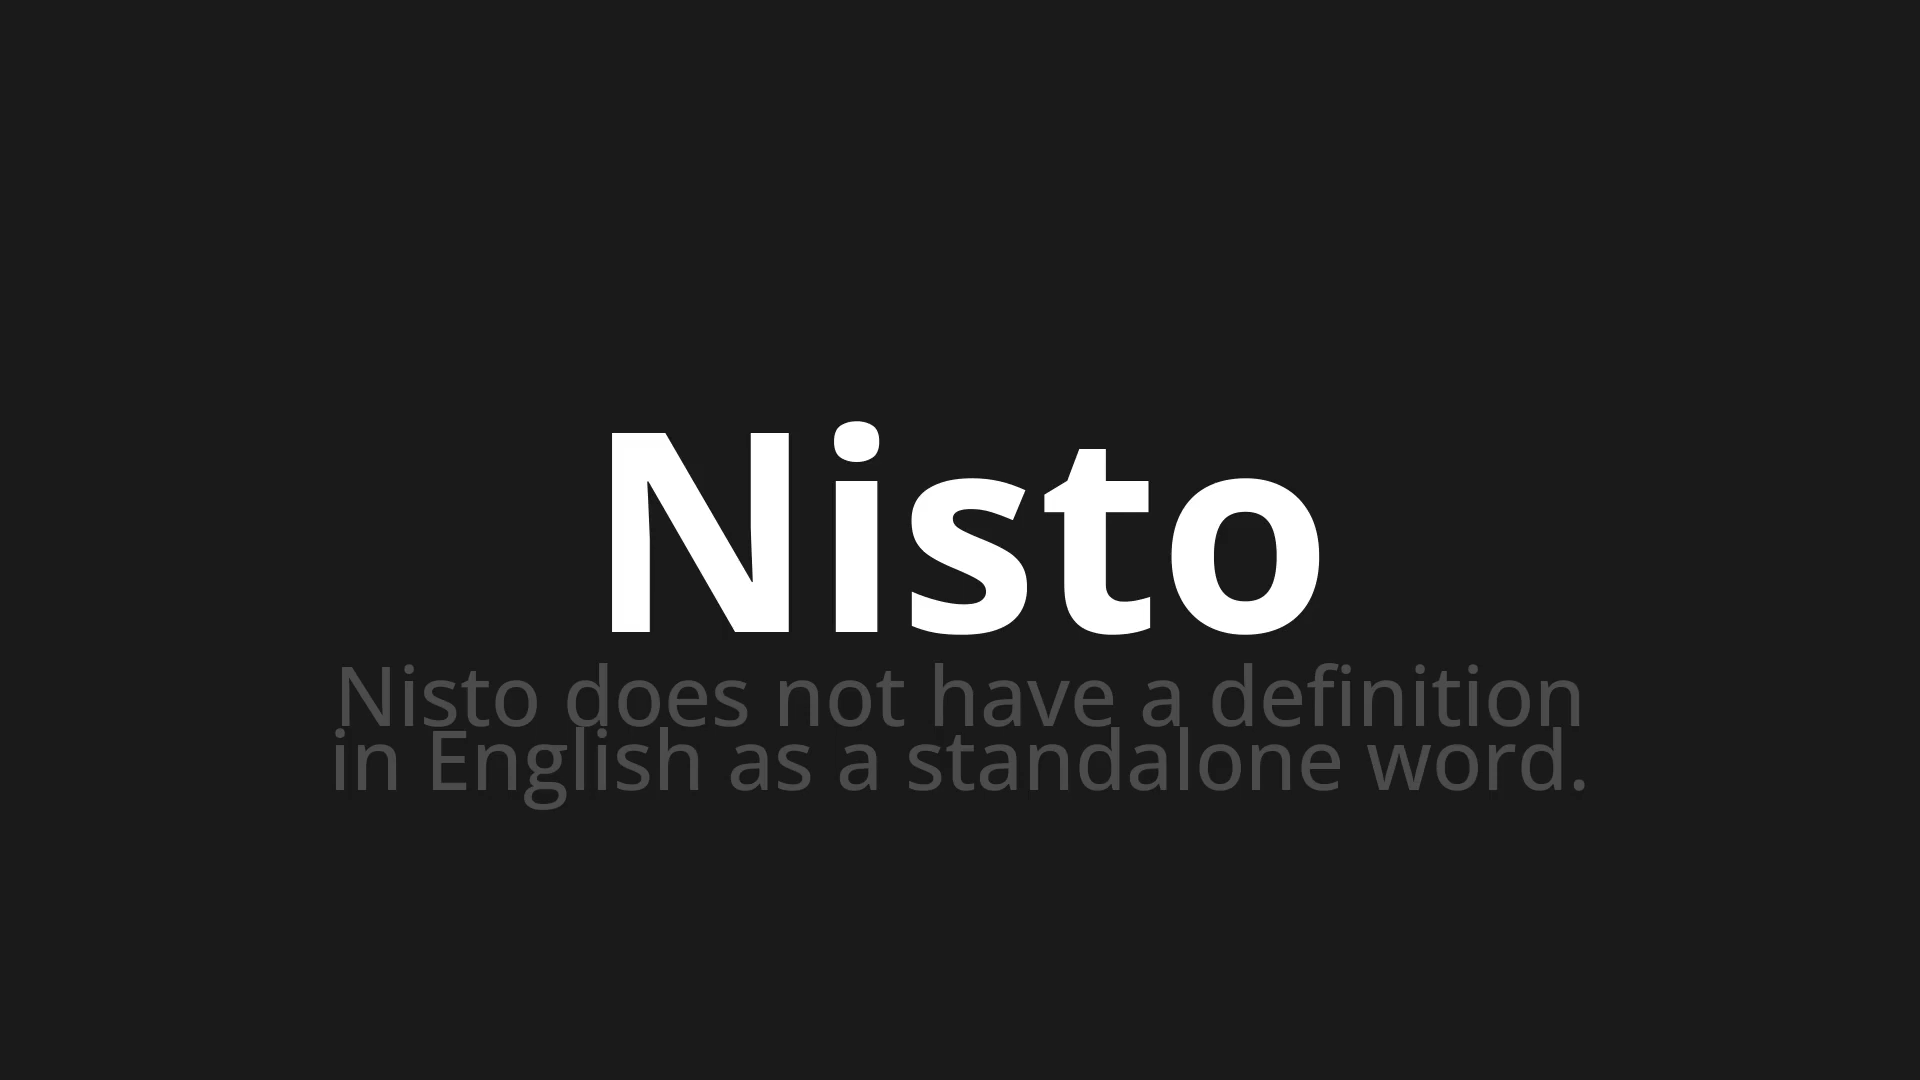 Nisto
Nisto does not have a definition
in English as a standalone word.